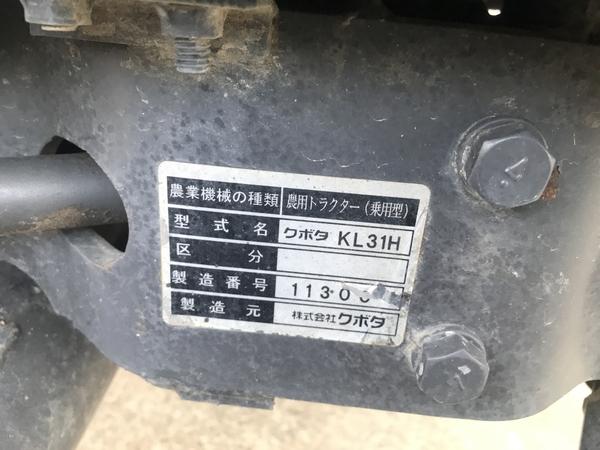 農業機械の種類 農用トラクター(乗用型)
型式名 クボタ KL31H
区分
製造番号
製造元 株式会社クボタ